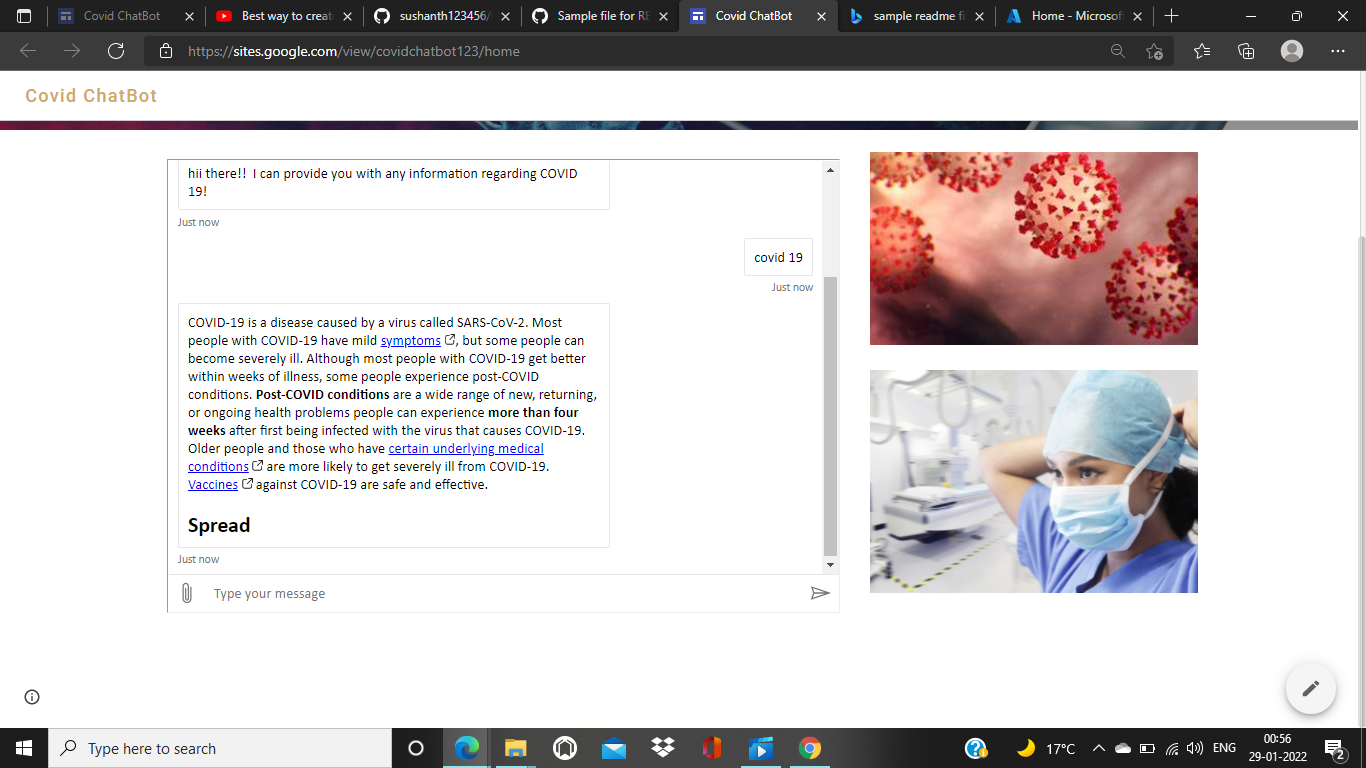 Covid ChatBot
Best way to creat
sushanth123456/
Sample file for RE
Covid ChatBot
sample readme fi
Home - Microsof
https://sites.google.com/view/covidchatbot123/home
Covid ChatBot
hii there!!  I can provide you with any information regarding COVID
19!
Just now
covid 19
Just now
COVID-19 is a disease caused by a virus called SARS-CoV-2. Most
people with COVID-19 have mild symptoms , but some people can
become severely ill. Although most people with COVID-19 get better
within weeks of illness, some people experience post-COVID
conditions. Post-COVID conditions are a wide range of new, returning,
or ongoing health problems people can experience more than four
weeks after first being infected with the virus that causes COVID-19.
Older people and those who have certain underlying medical
conditions are more likely to get severely ill from COVID-19.
Vaccines against COVID-19 are safe and effective.
Spread
Just now
Type your message
Type here to search
17°C
ENG
00:56
29-01-2022
2